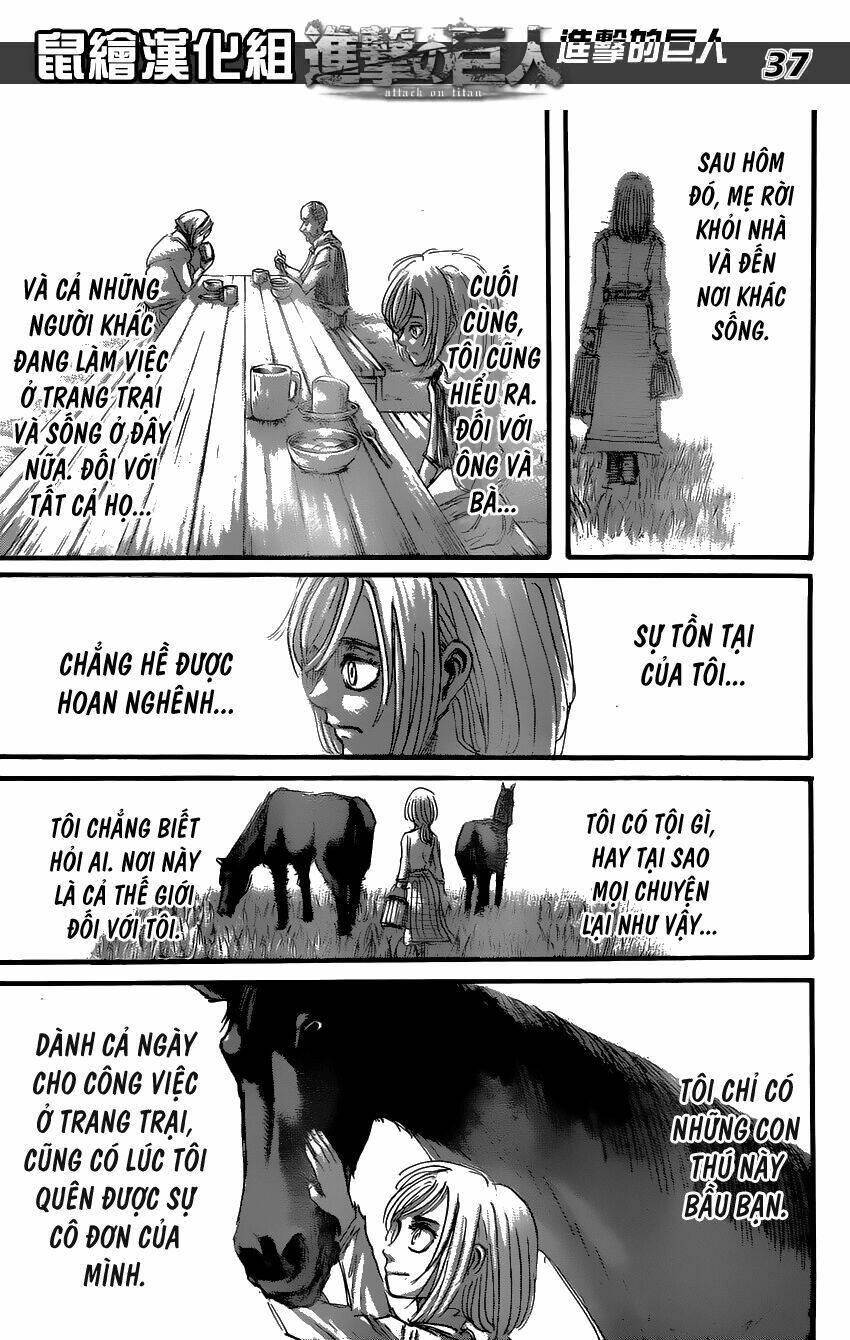 鼠繪漢化組
進撃の巨人
attack on titan
進擊的巨人
37
SAU HÔM
ĐÓ, MẸ RỜI
KHỎI NHÀ
VÀ ĐẾN
NƠI KHÁC
SỐNG.
CUỐI
CÙNG,
TÔI CŨNG
HIỂU RA.
ĐỐI VỚI
ÔNG VÀ
BÀ...
VÀ CẢ NHỮNG
NGƯỜI KHÁC
ĐANG LÀM VIỆC
Ở TRANG TRẠI
VÀ SỐNG Ở ĐÂY
NỮA. ĐỐI VỚI
TẤT CẢ HỌ...
SỰ TỒN TẠI
CỦA TÔI...
CHẲNG HỀ ĐƯỢC
HOAN NGHÊNH...
TÔI CÓ TỘI GÌ,
HAY TẠI SAO
MỌI CHUYỆN
LẠI NHƯ VẬY...
TÔI CHẲNG BIẾT
HỎI AI. NƠI NÀY
LÀ CẢ THẾ GIỚI
ĐỐI VỚI TÔI.
TÔI CHỈ CÓ
NHỮNG CON
THÚ NÀY
BẦU BẠN.
DÀNH CẢ NGÀY
CHO CÔNG VIỆC
Ở TRANG TRẠI,
CŨNG CÓ LÚC TÔI
QUÊN ĐƯỢC SỰ
CÔ ĐƠN CỦA
MÌNH.